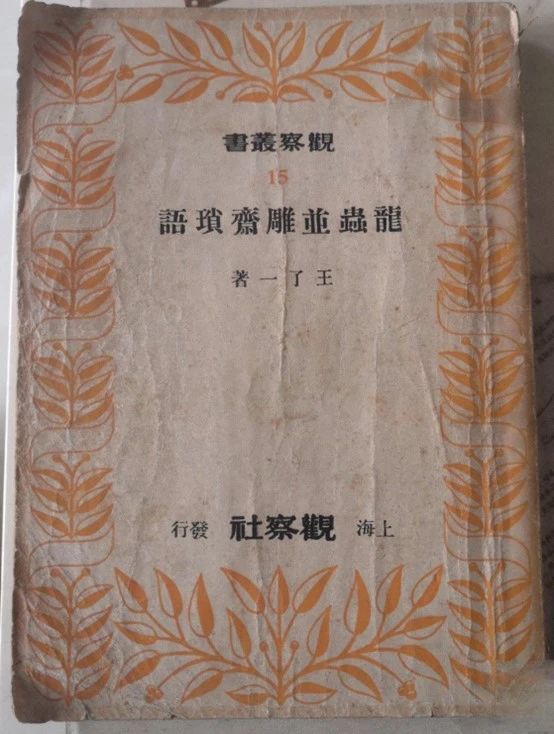 觀察叢書
15
龍蟲並雕齋瑣語
王了一著
上海 觀察社 發行